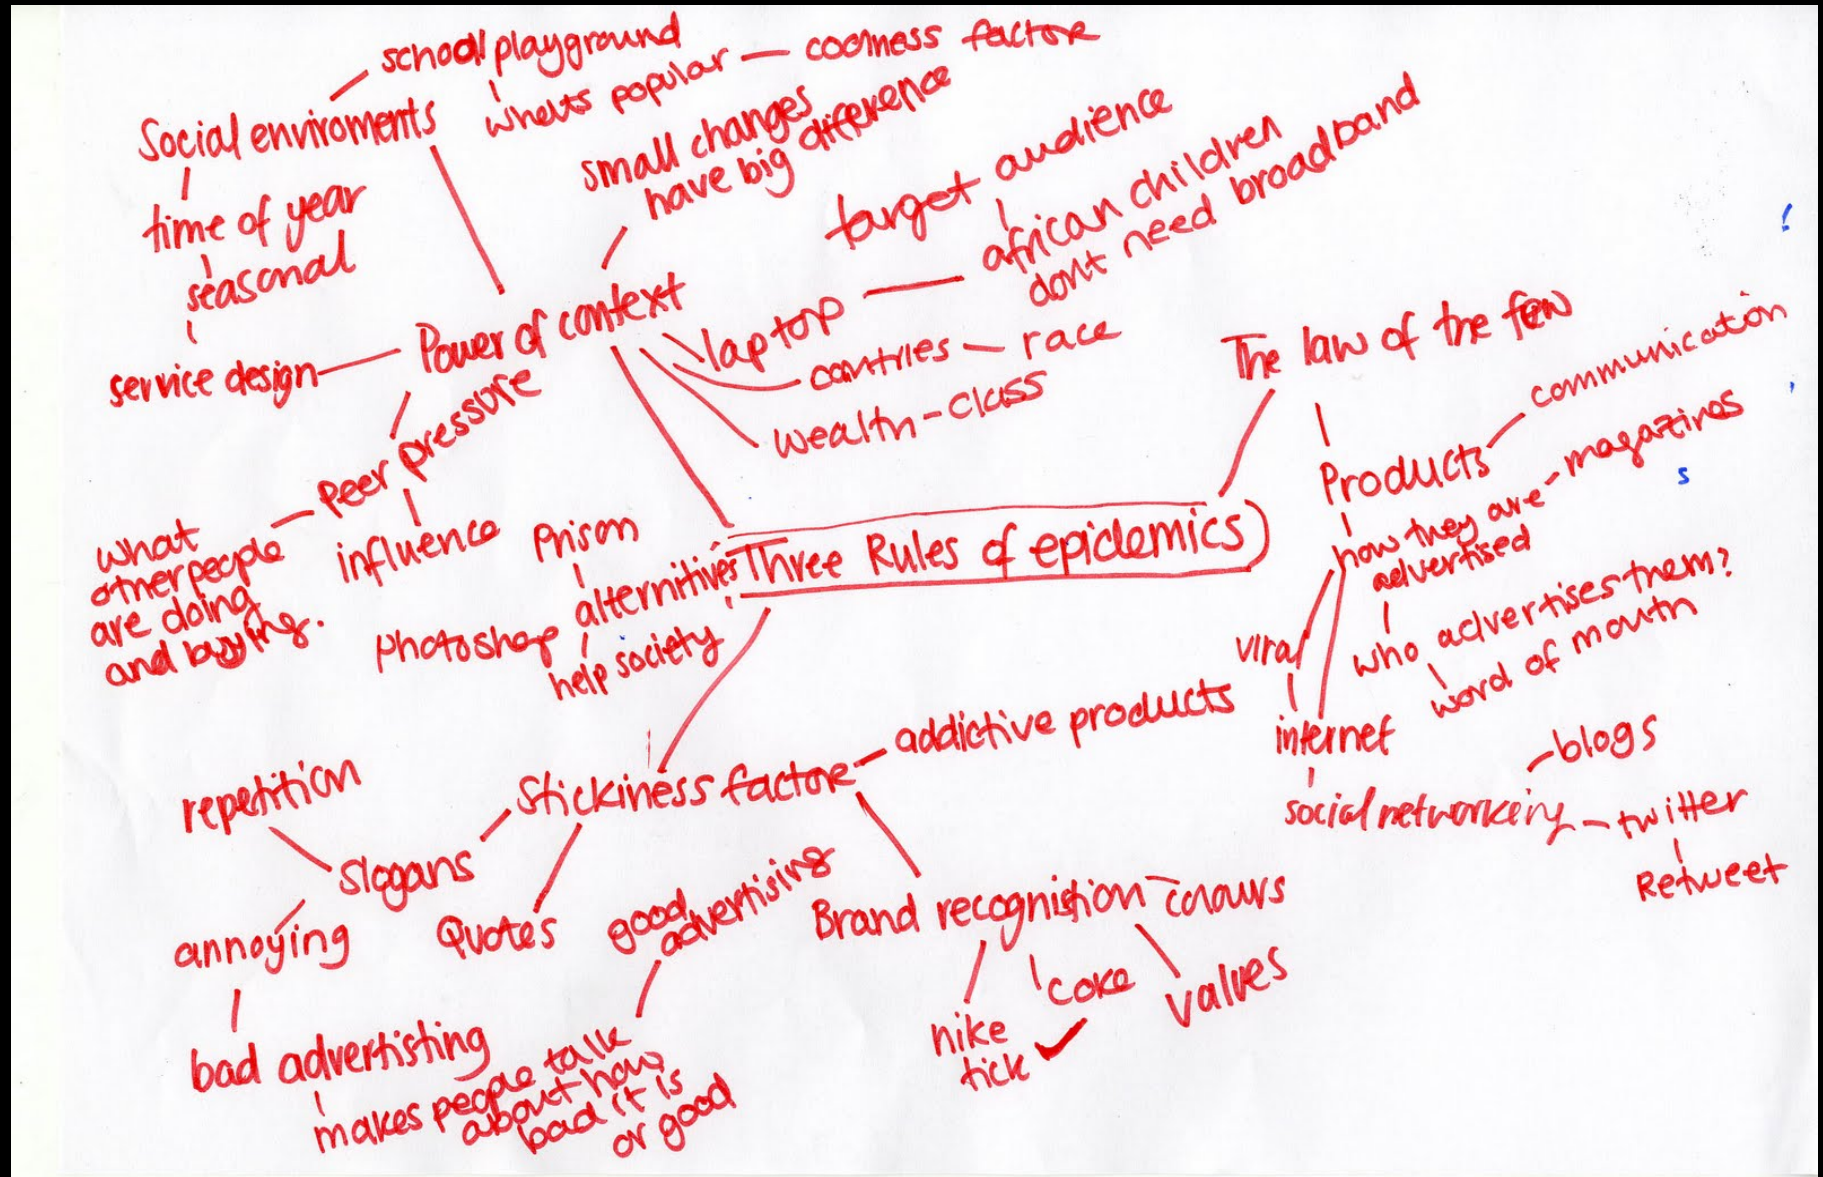 school playground
whats popular — coolness factor
Social enviroments
time of year
seasonal
service design
small changes
have big difference
target audience
african children
dont need broadband
Power of context
laptop
contries — race
wealth - class
Peer pressure
influence
what
other people
are doing
and buying.
Prison
alternitives
Photoshop
help society
Three Rules of epidemics
The law of the few
Products
communication
how they are
advertised
magazines
who advertises them?
word of mouth
viral
internet
social networking
blogs
twitter
Retweet
Stickiness factor
addictive products
repetition
slogans
annoying
bad advertisting
makes people talk
about how
bad it is
or good
Quotes
good
advertising
Brand recognistion
colours
nike
tick ✓
coke
values
s